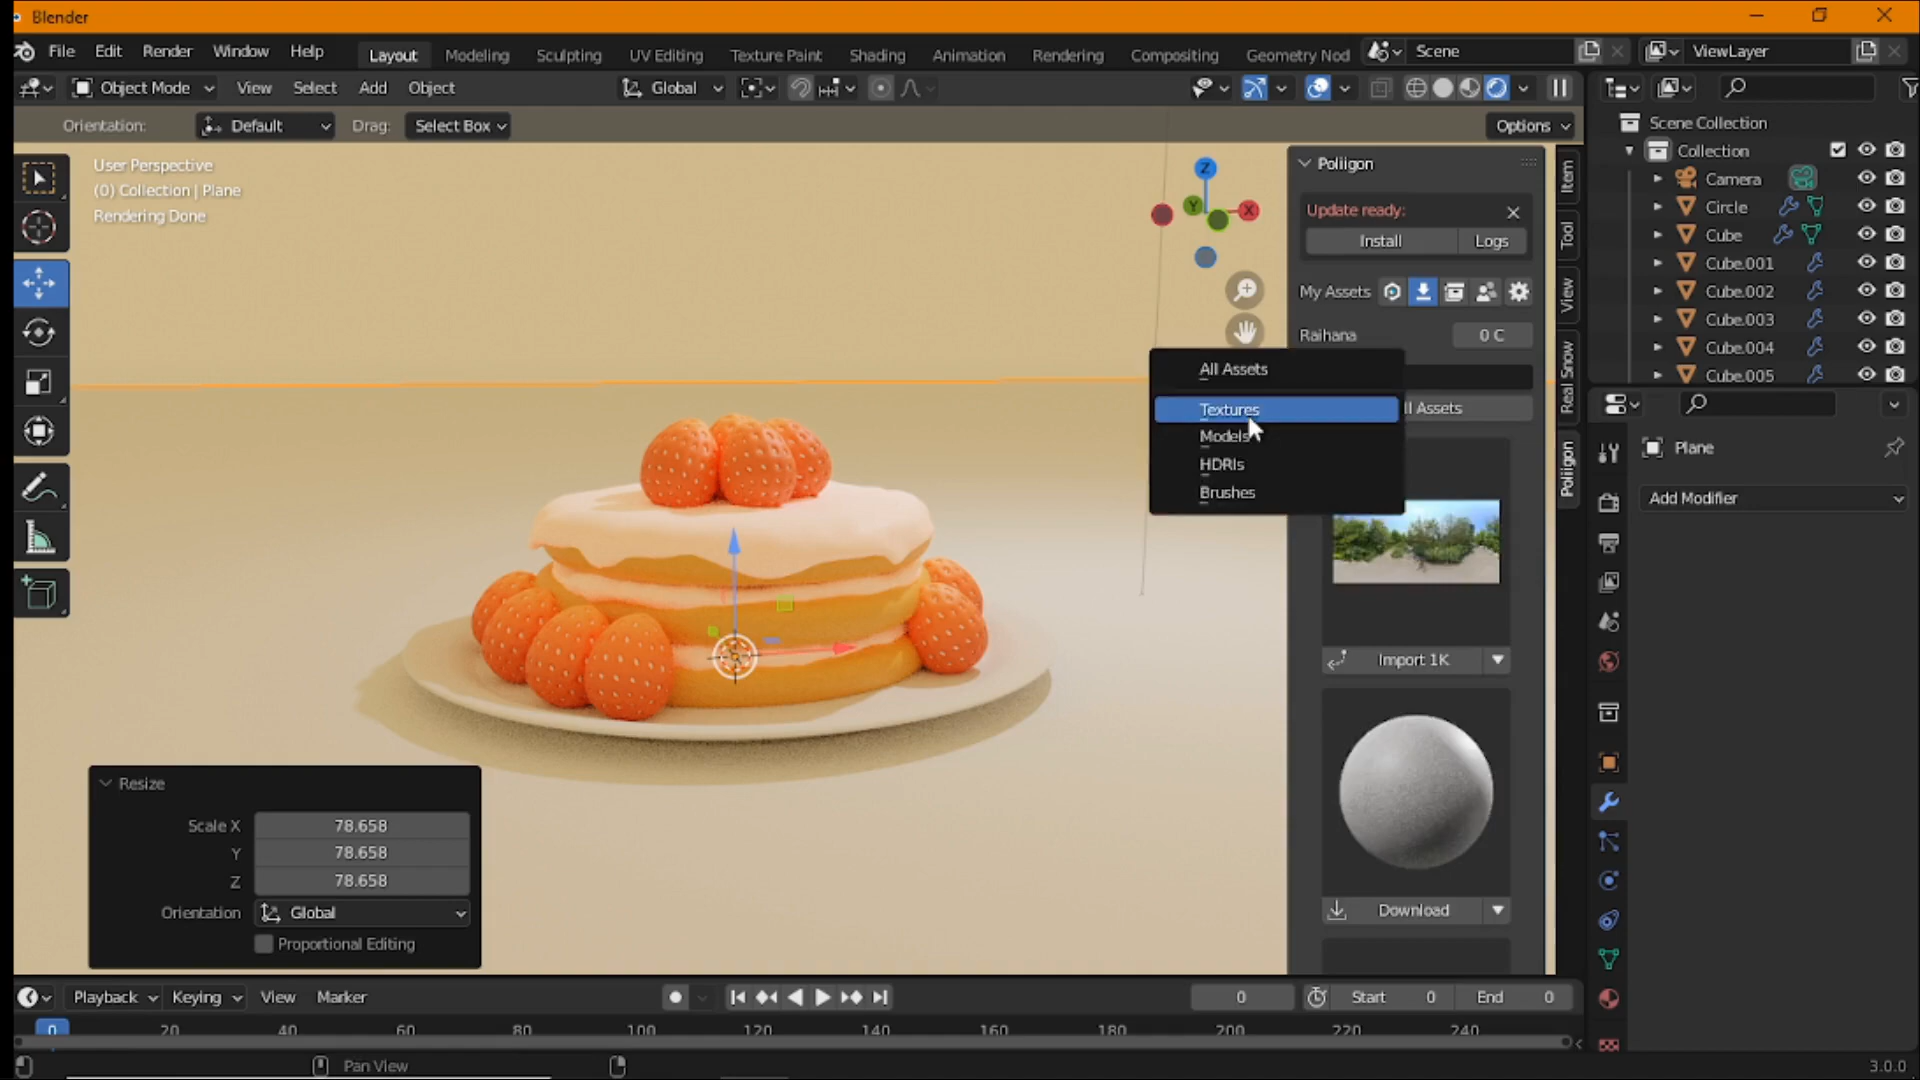 Blender
File Edit Render Window Help Layout Modeling Sculpting UV Editing Texture Paint Shading Animation Rendering Compositing Geometry Nod Scene ViewLayer
Object Mode View Select Add Object Global
Orientation: Default Drag: Select Box Options
User Perspective
(0) Collection | Plane
Rendering Done
Z
Y
X
Poliigon
Update ready:
Install Logs
My Assets
Raihana 0 C
All Assets
Textures
Models
HDRIs
Brushes
ll Assets
Import 1K
Download
Item
Tool
View
Real Snow
Poliigon
Scene Collection
Collection
Camera
Circle
Cube
Cube.001
Cube.002
Cube.003
Cube.004
Cube.005
Plane
Add Modifier
Resize
Scale X 78.658
Y 78.658
Z 78.658
Orientation Global
Proportional Editing
Playback Keying View Marker 0 Start 0 End 0
0 20 40 60 80 100 120 140 160 180 200 220 240
Pan View 3.0.0